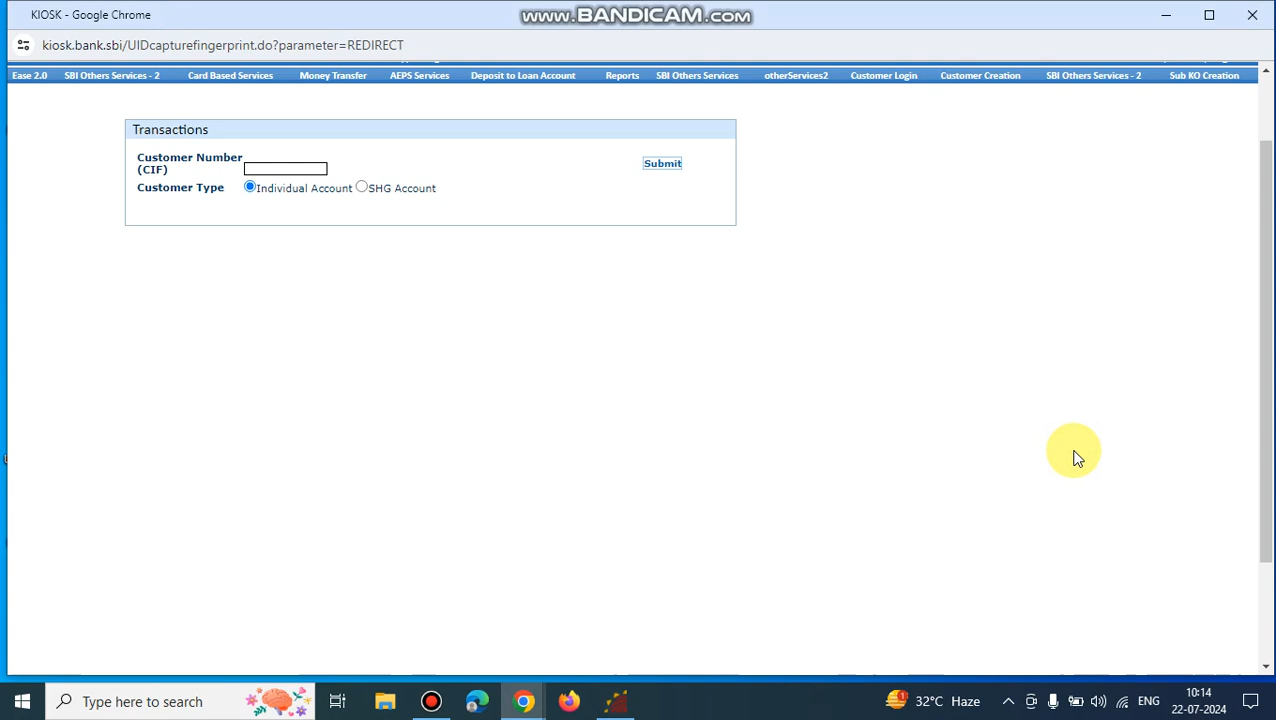 KIOSK - Google Chrome
www.BANDICAM.com
kiosk.bank.sbi/UIDcapturefingerprint.do?parameter=REDIRECT
Ease 2.0 SBI Others Services - 2 Card Based Services Money Transfer AEPS Services Deposit to Loan Account Reports SBI Others Services otherServices2 Customer Login Customer Creation SBI Others Services - 2 Sub KO Creation
Transactions
Customer Number
(CIF)
Submit
Customer Type Individual Account SHG Account
Type here to search
1
32°C Haze
ENG
10:14
22-07-2024